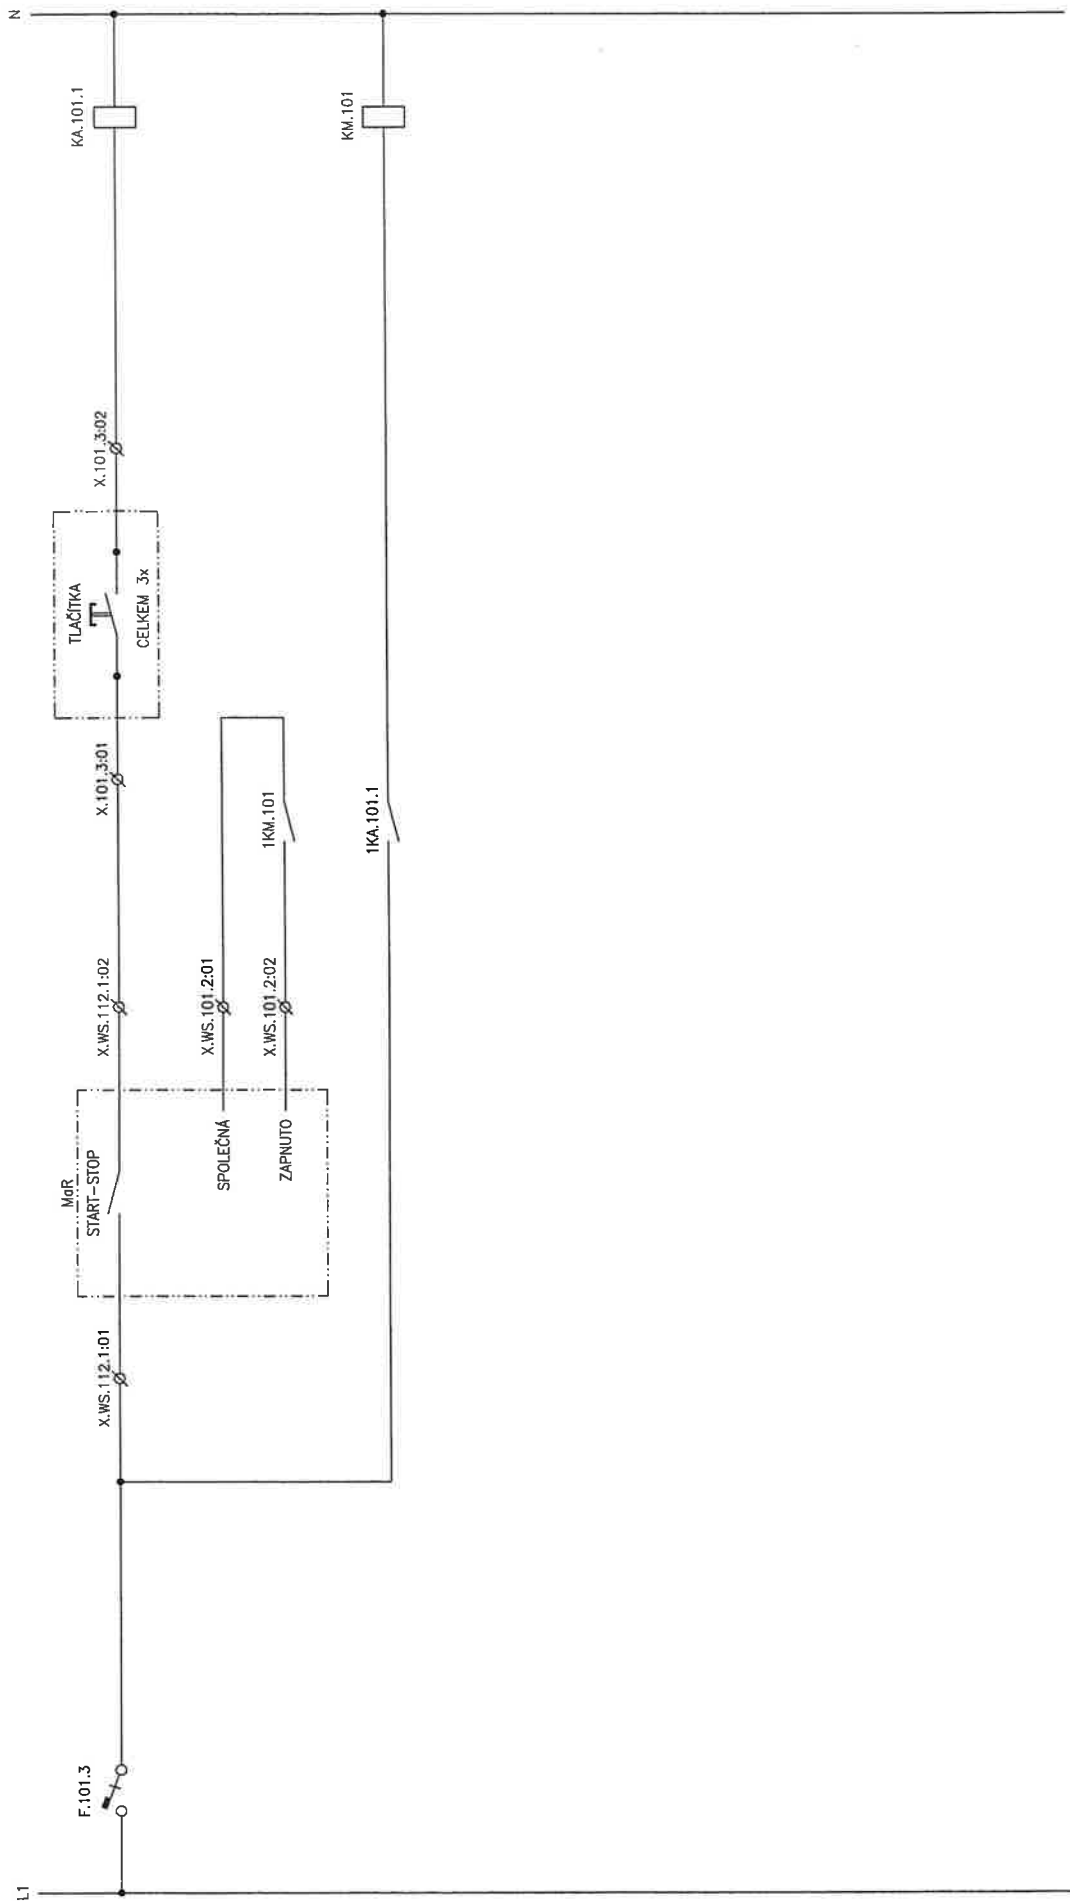 L1
N
F.101.3
X.WS.112.1:01
MaR
START-STOP
X.WS.112.1:02
X.101.3:01
TLAČÍTKA
CELKEM 3x
X.101.3:02
KA.101.1
SPOLEČNÁ
X.WS.101.2:01
ZAPNUTO
X.WS.101.2:02
1KM.101
1KA.101.1
KM.101